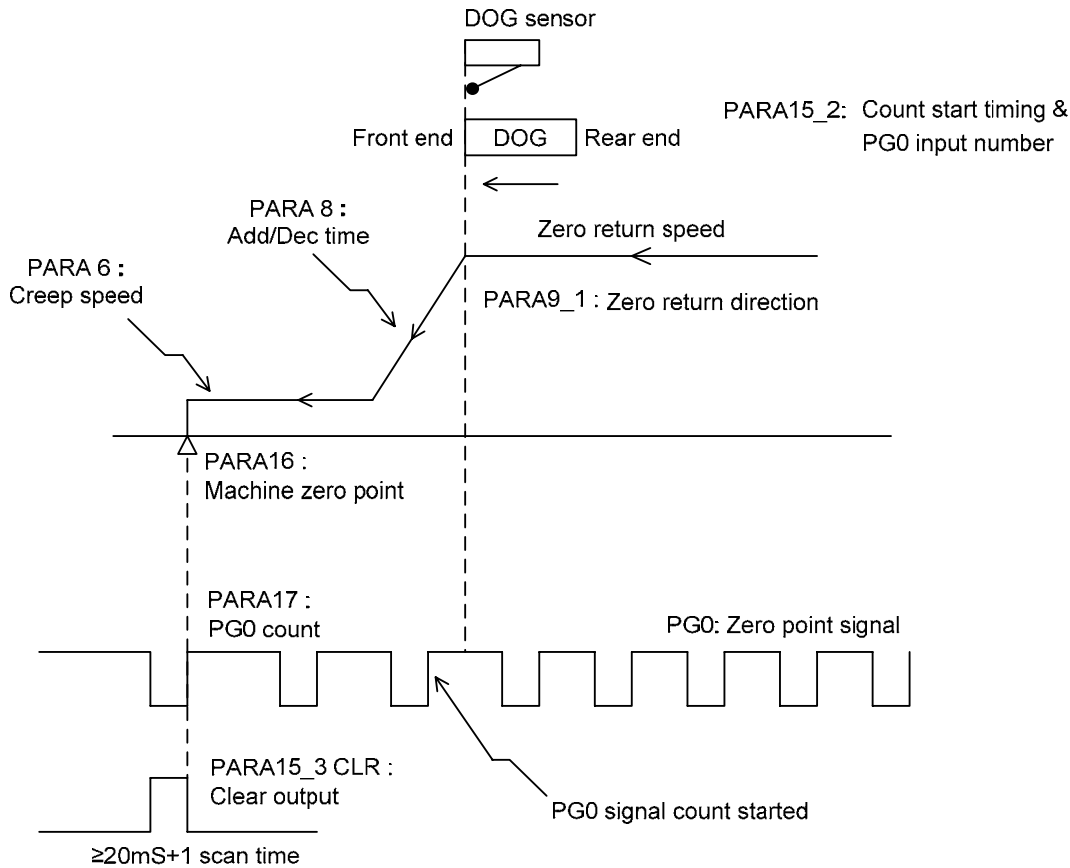 DOG sensor
PARA15_2: Count start timing &
PG0 input number
Front end
DOG
Rear end
PARA 8 :
Add/Dec time
Zero return speed
PARA 6 :
Creep speed
PARA9_1 : Zero return direction
PARA16 :
Machine zero point
PARA17 :
PG0 count
PG0: Zero point signal
PARA15_3 CLR :
Clear output
PG0 signal count started
≥20mS+1 scan time